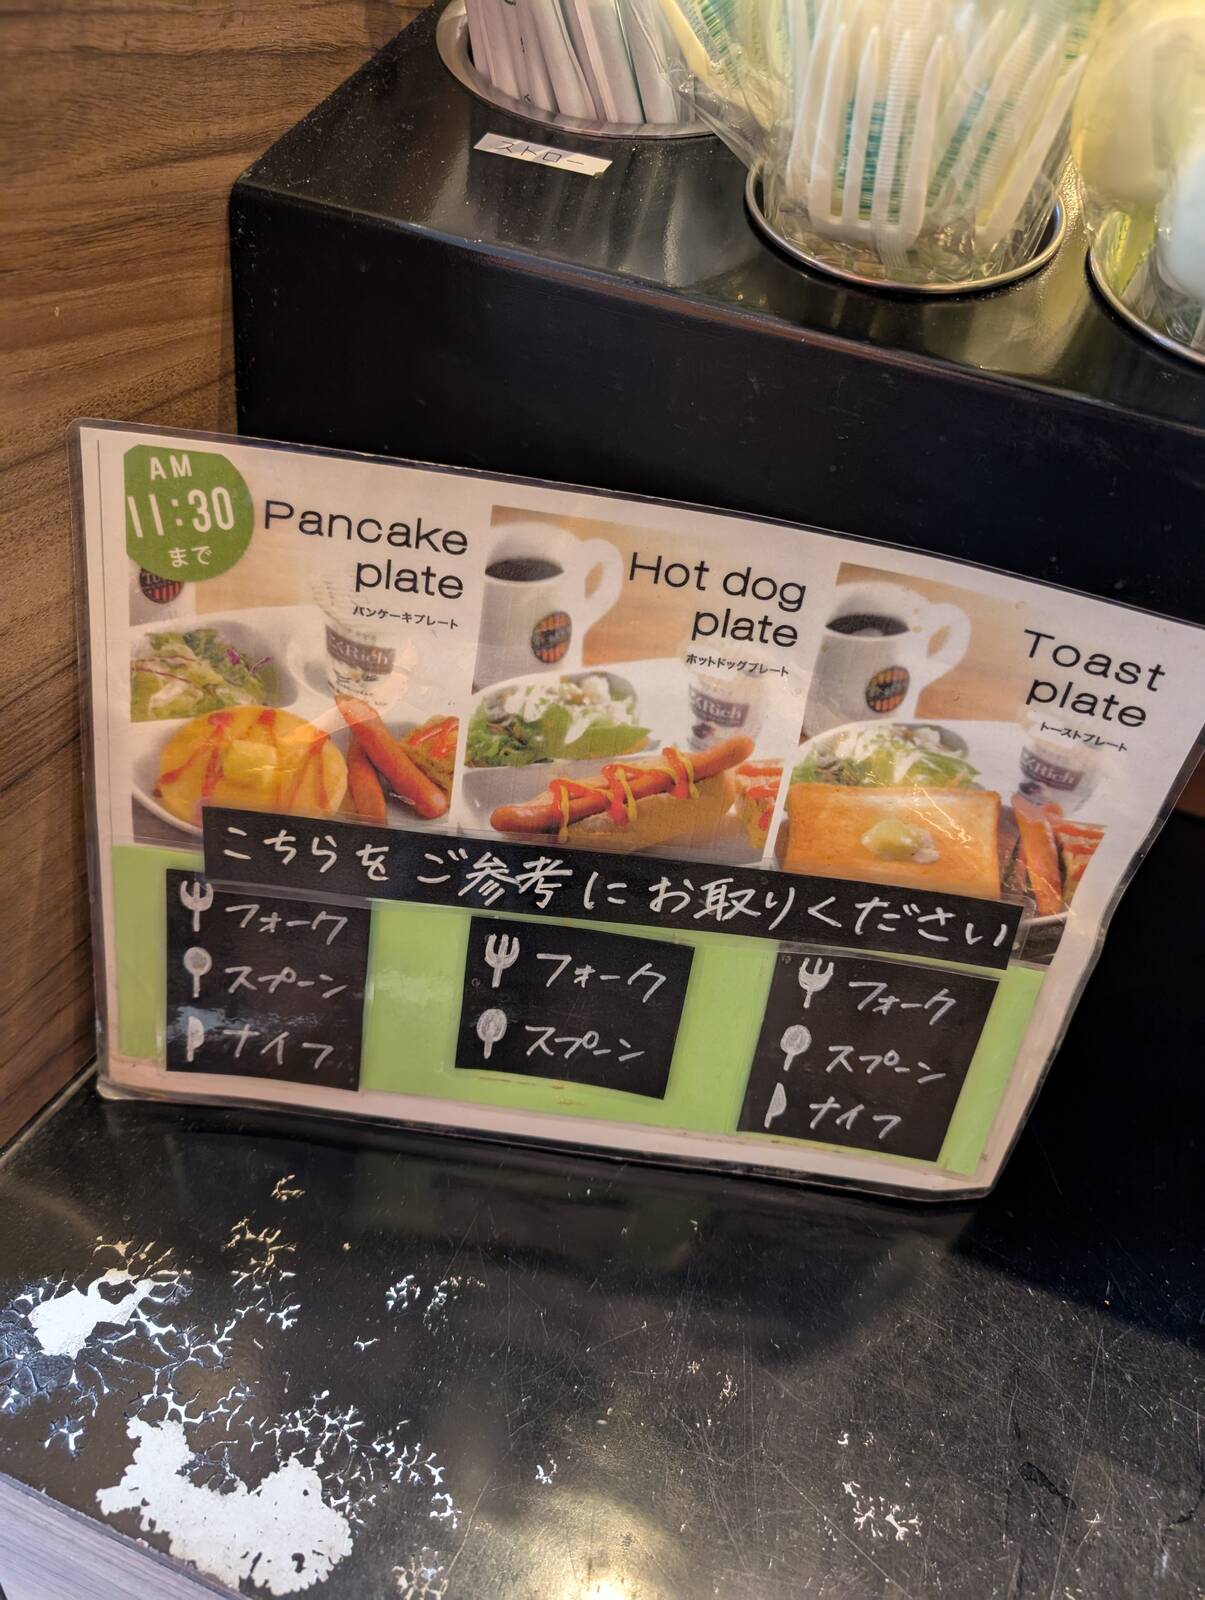 ストロー
AM
11:30
まで
Pancake
plate
パンケーキプレート
Rich
Hot dog
plate
ホットドッグプレート
Rich
Toast
plate
トーストプレート
Rich
こちらをご参考にお取りください
フォーク
スプーン
ナイフ
フォーク
スプーン
フォーク
スプーン
ナイフ